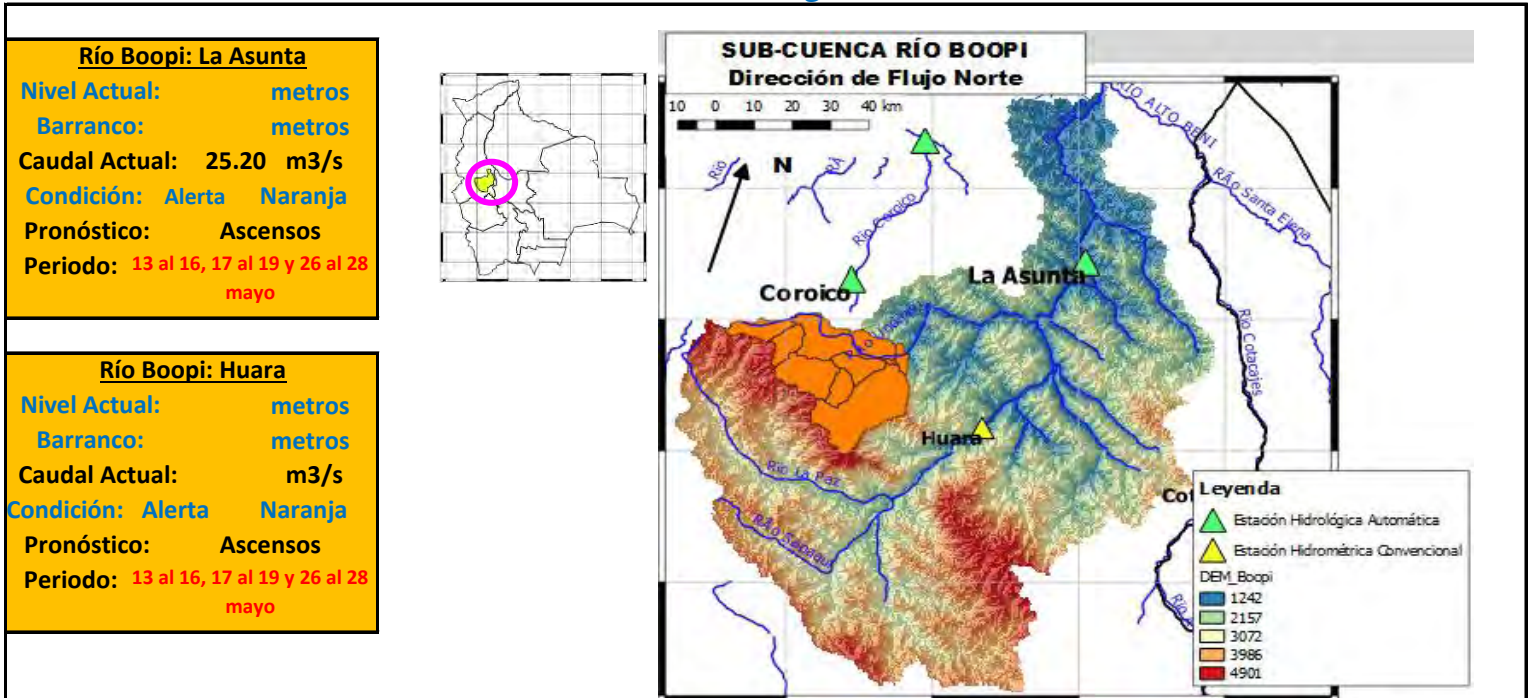 Río Boopi: La Asunta
Nivel Actual: metros
Barranco: metros
Caudal Actual: 25.20 m3/s
Condición: Alerta Naranja
Pronóstico: Ascensos
Periodo: 13 al 16, 17 al 19 y 26 al 28
mayo
Río Boopi: Huara
Nivel Actual: metros
Barranco: metros
Caudal Actual: m3/s
Condición: Alerta Naranja
Pronóstico: Ascensos
Periodo: 13 al 16, 17 al 19 y 26 al 28
mayo
SUB-CUENCA RÍO BOOPI
Dirección de Flujo Norte
10 0 10 20 30 40 km
N
Río
RÃ
Río Coroico
RÍO ALTO BENI
RÃo Santa Elena
Coroico
La Asunta
Río Cotacajes
Huara
Río La Paz
RÃo Sapaqui
Leyenda
Estación Hidrológica Automática
Estación Hidrométrica Convencional
DEM_Boopi
1242
2157
3072
3986
4901